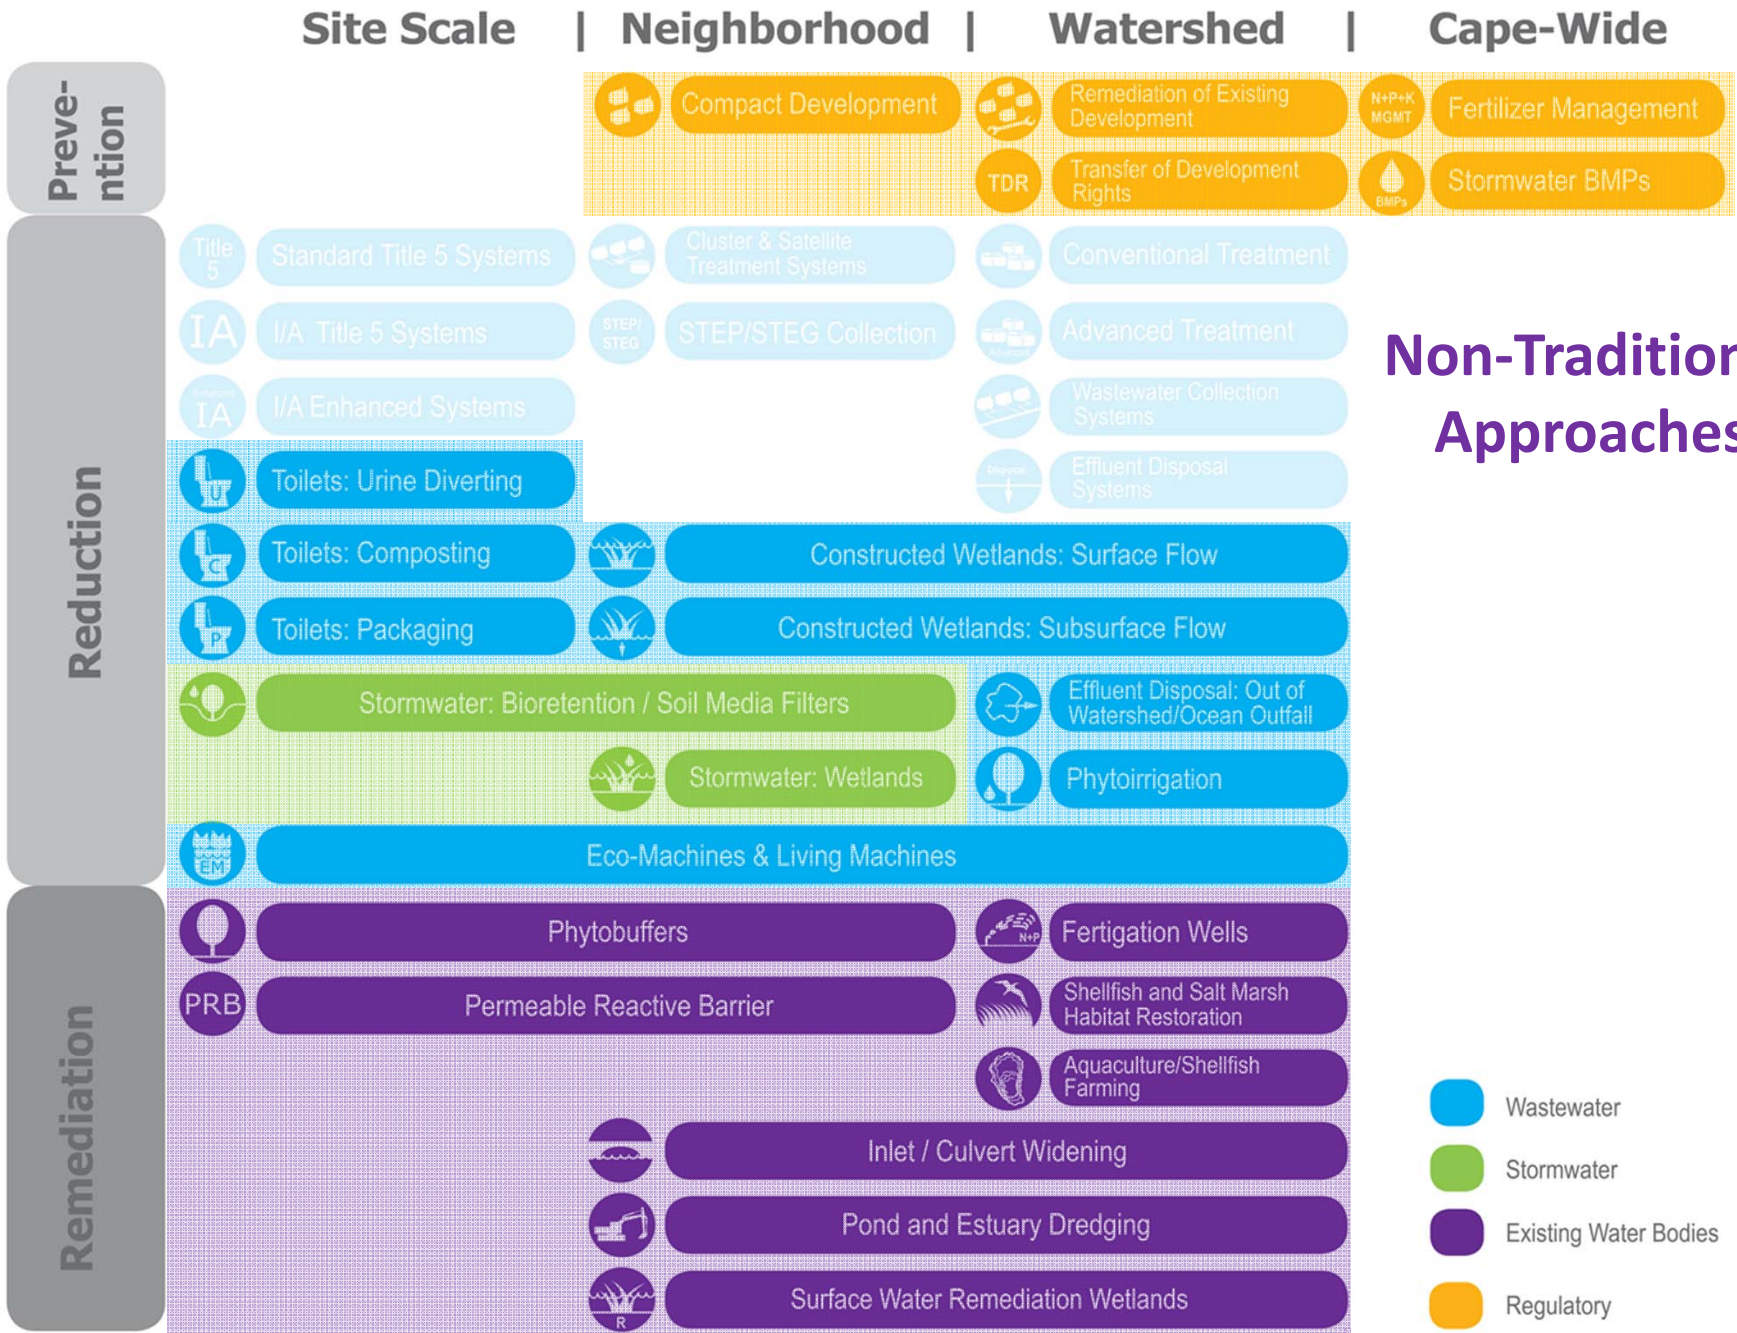 Site Scale | Neighborhood | Watershed | Cape-Wide
Preve-
ntion
Compact Development
Remediation of Existing
Development
N+P+K
MGMT
Fertilizer Management
TDR
Transfer of Development
Rights
BMPs
Stormwater BMPs
Reduction
Title
5
Standard Title 5 Systems
Cluster & Satellite
Treatment Systems
Conventional Treatment
IA
I/A Title 5 Systems
STEP/
STEG
STEP/STEG Collection
Advanced
Advanced Treatment
Non-Tradition
Approaches
Enhanced
IA
I/A Enhanced Systems
Wastewater Collection
Systems
U
Toilets: Urine Diverting
Disposal
Effluent Disposal
Systems
C
Toilets: Composting
Constructed Wetlands: Surface Flow
P
Toilets: Packaging
Constructed Wetlands: Subsurface Flow
Stormwater: Bioretention / Soil Media Filters
Effluent Disposal: Out of
Watershed/Ocean Outfall
Stormwater: Wetlands
Phytoirrigation
EM
Eco-Machines & Living Machines
Remediation
Phytobuffers
N+P
Fertigation Wells
PRB
Permeable Reactive Barrier
Shellfish and Salt Marsh
Habitat Restoration
Aquaculture/Shellfish
Farming
Inlet / Culvert Widening
Pond and Estuary Dredging
R
Surface Water Remediation Wetlands
Wastewater
Stormwater
Existing Water Bodies
Regulatory